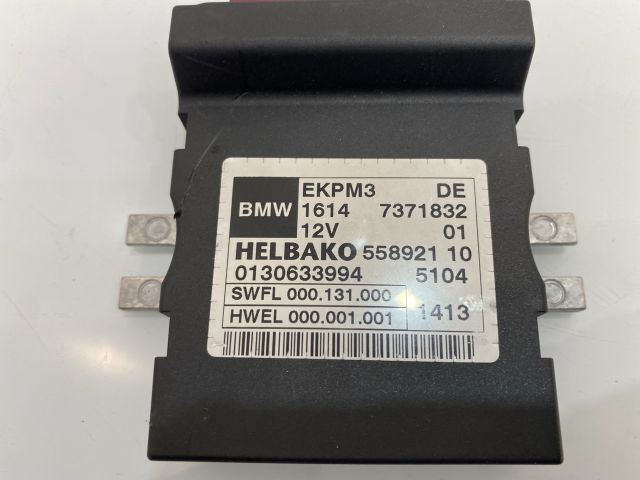 EKPM3 DE
BMW 1614 7371832
12V 01
HELBAKO 558921 10
0130633994 5104
SWFL 000.131.000
HWEL 000.001.001 1413